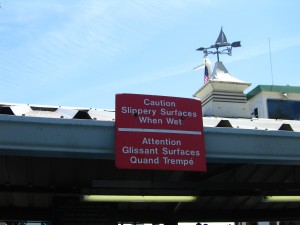 Caution
Slippery Surfaces
When Wet
Attention
Glissant Surfaces
Quand Trempé